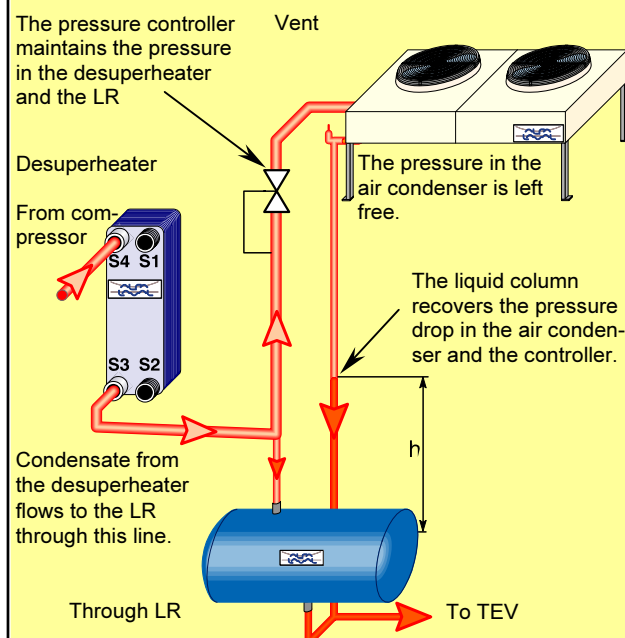 The pressure controller
maintains the pressure
in the desuperheater
and the LR
Vent
Desuperheater
From com-
pressor
S4 S1
S3 S2
The pressure in the
air condenser is left
free.
The liquid column
recovers the pressure
drop in the air conden-
ser and the controller.
h
Condensate from
the desuperheater
flows to the LR
through this line.
Through LR
To TEV